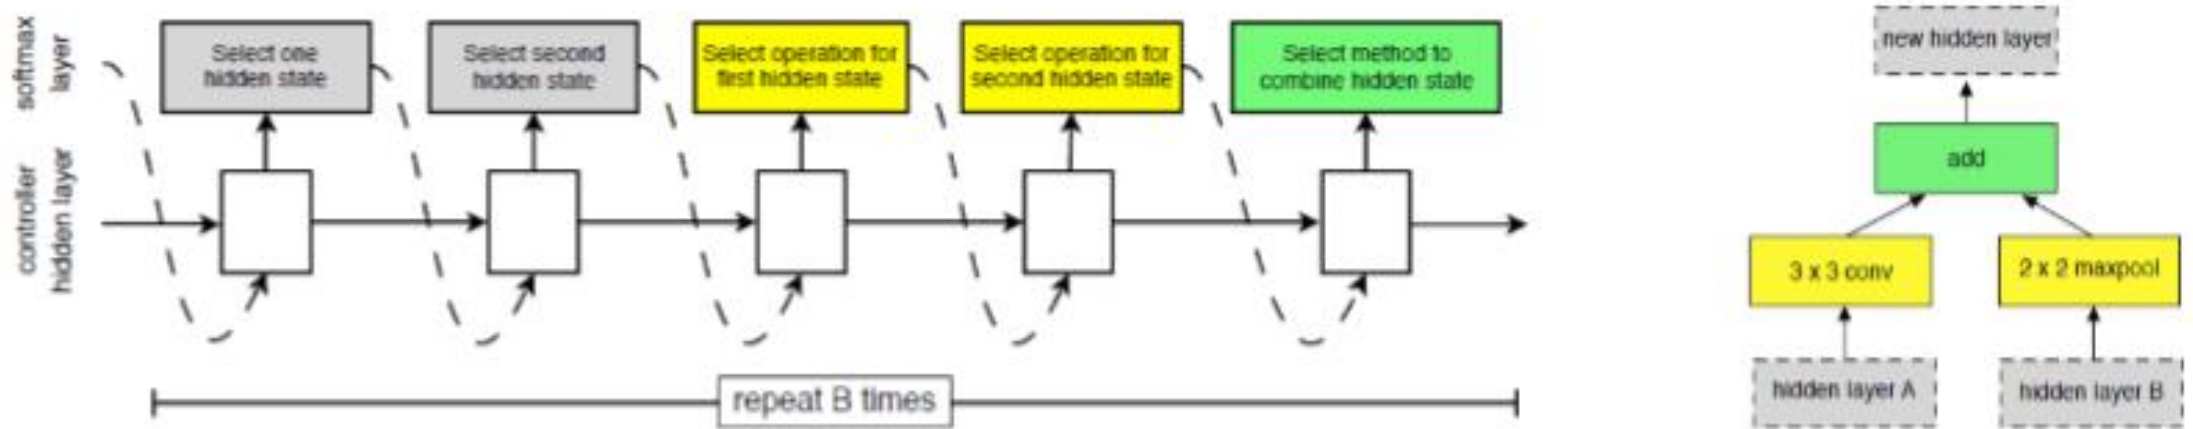 softmax
layer
controller
hidden layer
Select one
hidden state
Select second
hidden state
Select operation for
first hidden state
Select operation for
second hidden state
Select method to
combine hidden state
repeat B times
new hidden layer
add
3 x 3 conv
2 x 2 maxpool
hidden layer A
hidden layer B